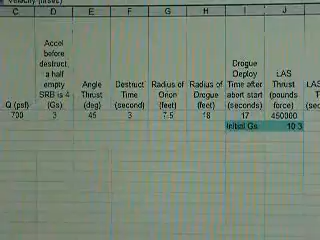 Velocity (ft/sec)
C D E F G H I J
Q (psf)
Accel before destruct, a half empty SRB is 4 (Gs)
Angle Thrust (deg)
Destruct Time (second)
Radius of Orion (feet)
Radius of Drogue (feet)
Drogue Deploy Time after abort start (seconds)
LAS Thrust (pounds force)
700 3 45 3 7.5 18 17 450000
Initial Gs 10.3